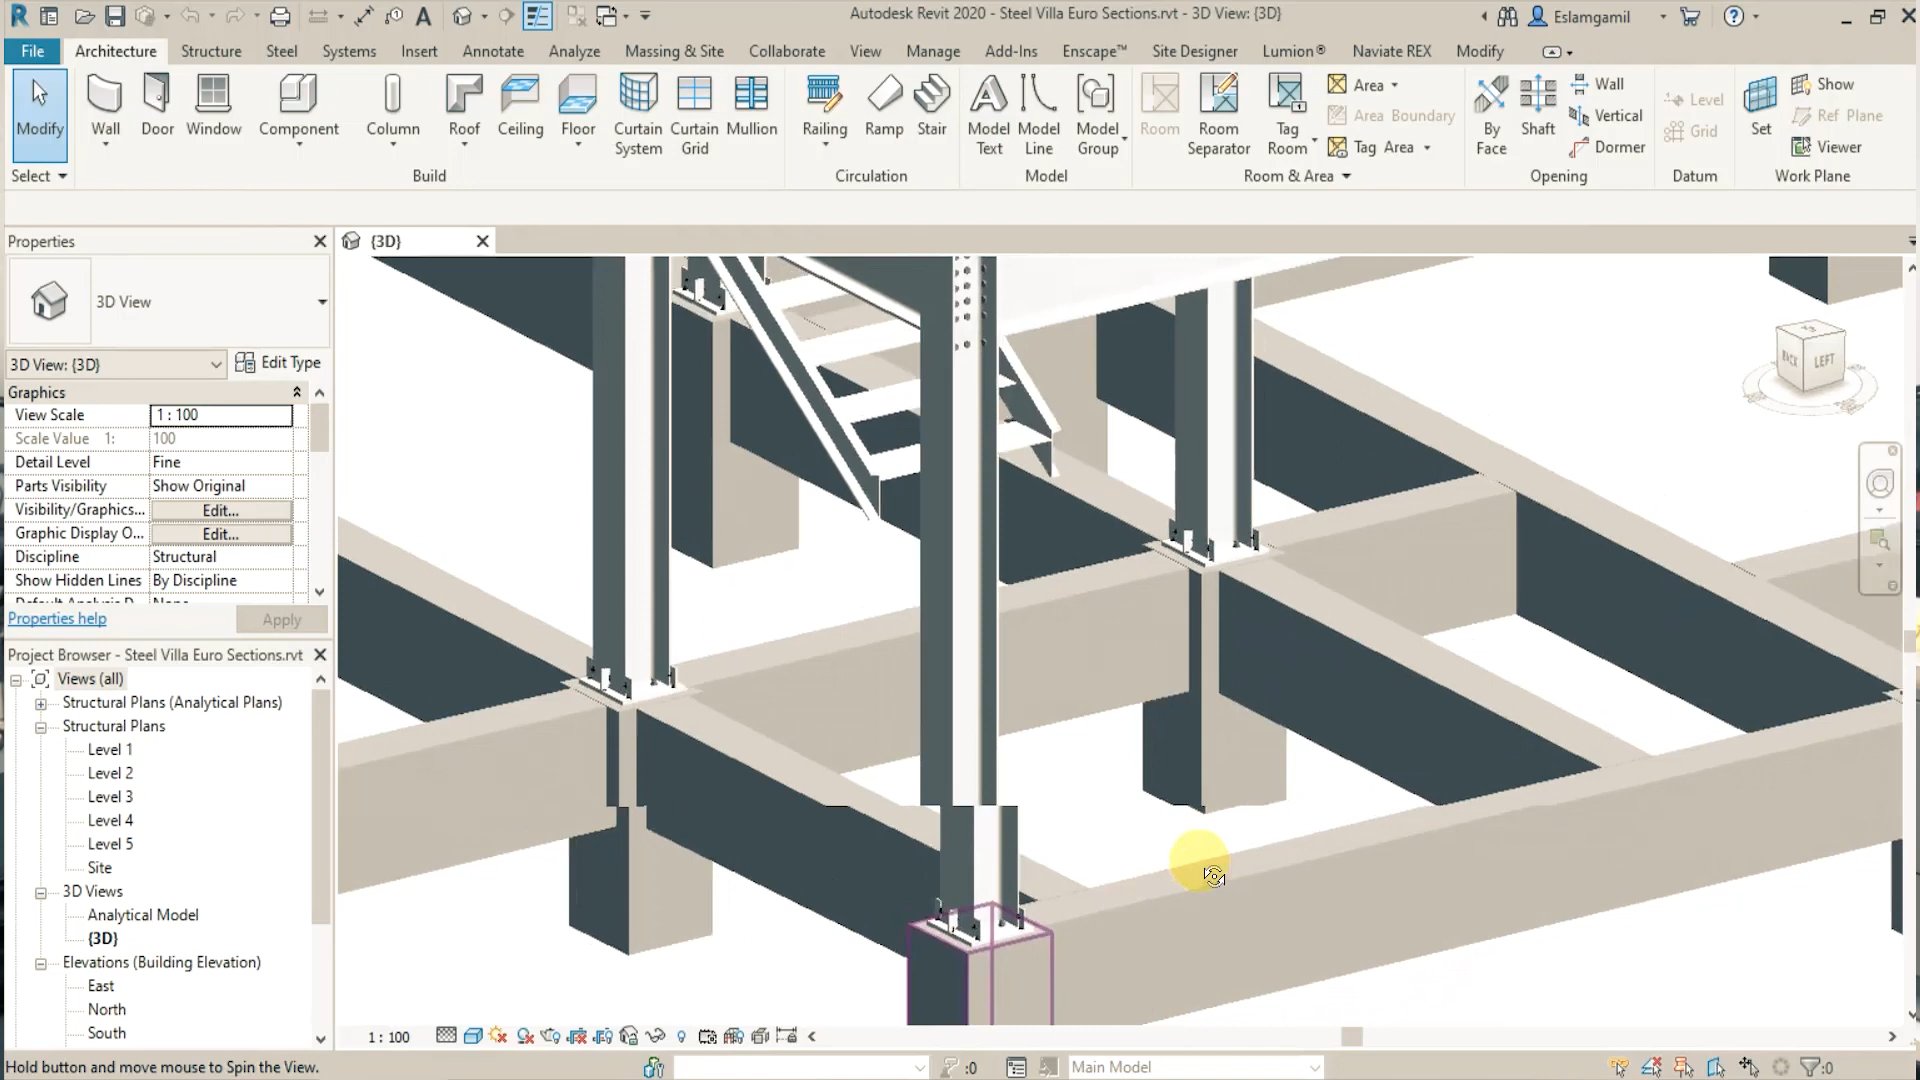 Autodesk Revit 2020 - Steel Villa Euro Sections.rvt - 3D View: {3D}
Eslamgamil
File Architecture Structure Steel Systems Insert Annotate Analyze Massing & Site Collaborate View Manage Add-Ins Enscape™ Site Designer Lumion® Naviate REX Modify
Modify
Wall
Door
Window
Component
Column
Roof
Ceiling
Floor
Curtain System
Curtain Grid
Mullion
Railing
Ramp
Stair
Model Text
Model Line
Model Group
Room
Room Separator
Tag Room
Area
Area Boundary
Tag Area
By Face
Shaft
Wall
Vertical
Dormer
Level
Grid
Set
Show
Ref Plane
Viewer
Select
Build
Circulation
Model
Room & Area
Opening
Datum
Work Plane
Properties
{3D}
3D View
3D View: {3D}
Edit Type
Graphics
View Scale 1 : 100
Scale Value 1: 100
Detail Level Fine
Parts Visibility Show Original
Visibility/Graphics... Edit...
Graphic Display O... Edit...
Discipline Structural
Show Hidden Lines By Discipline
Properties help
Apply
Project Browser - Steel Villa Euro Sections.rvt
Views (all)
Structural Plans (Analytical Plans)
Structural Plans
Level 1
Level 2
Level 3
Level 4
Level 5
Site
3D Views
Analytical Model
{3D}
Elevations (Building Elevation)
East
North
South
BACK
LEFT
1 : 100
Hold button and move mouse to Spin the View.
:0
Main Model
:0